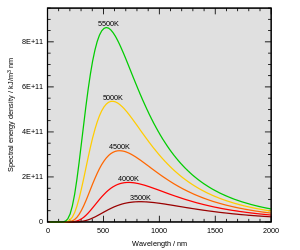 5500K
8E+11
6E+11
5000K
4E+11
4500K
2E+11
4000K
3500K
0
0
500
1000
1500
2000
Wavelength / nm
Spectral energy density / kJ/m³ nm